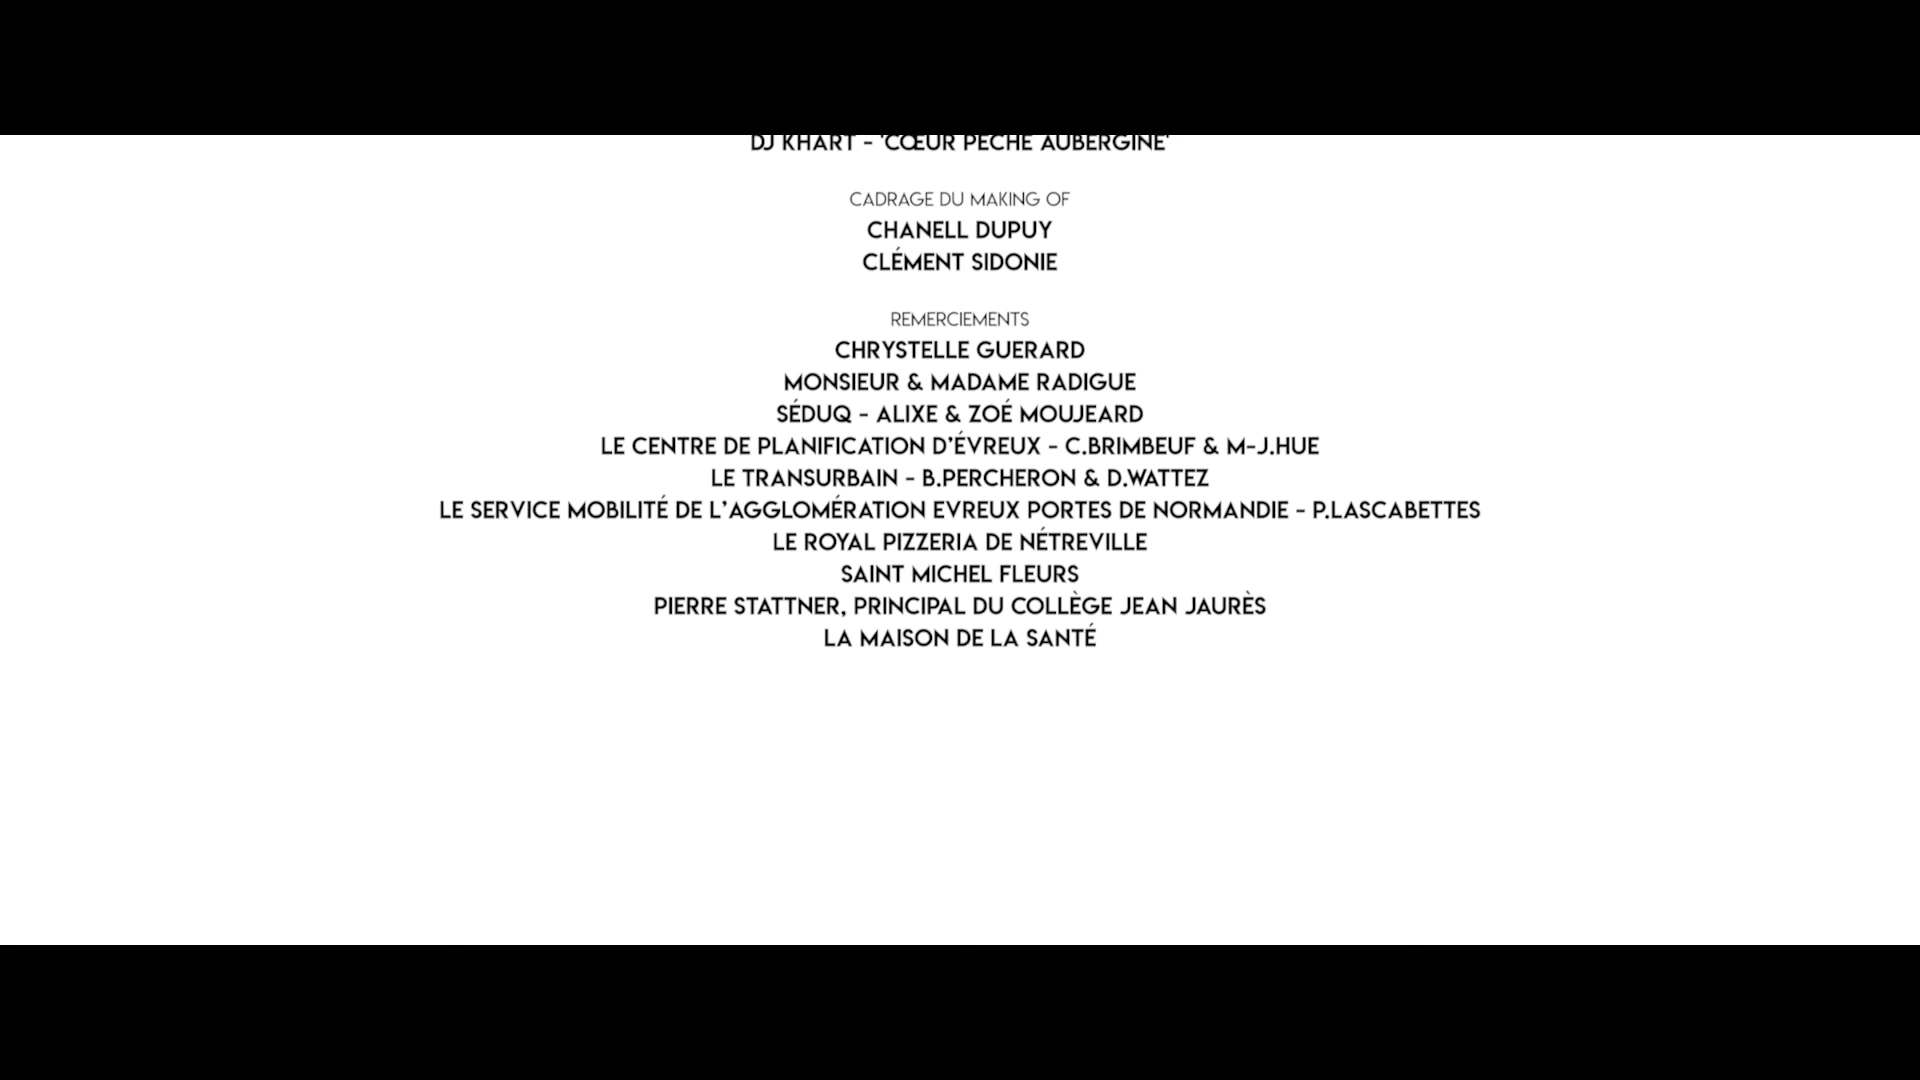 DJ KHART - 'CŒUR PÊCHE AUBERGINE'
CADRAGE DU MAKING OF
CHANELL DUPUY
CLÉMENT SIDONIE
REMERCIEMENTS
CHRYSTELLE GUERARD
MONSIEUR & MADAME RADIGUE
SÉDUQ - ALIXE & ZOÉ MOUJEARD
LE CENTRE DE PLANIFICATION D'ÉVREUX - C.BRIMBEUF & M-J.HUE
LE TRANSURBAIN - B.PERCHERON & D.WATTEZ
LE SERVICE MOBILITÉ DE L'AGGLOMÉRATION EVREUX PORTES DE NORMANDIE - P.LASCABETTES
LE ROYAL PIZZERIA DE NÉTREVILLE
SAINT MICHEL FLEURS
PIERRE STATTNER, PRINCIPAL DU COLLÈGE JEAN JAURÈS
LA MAISON DE LA SANTÉ